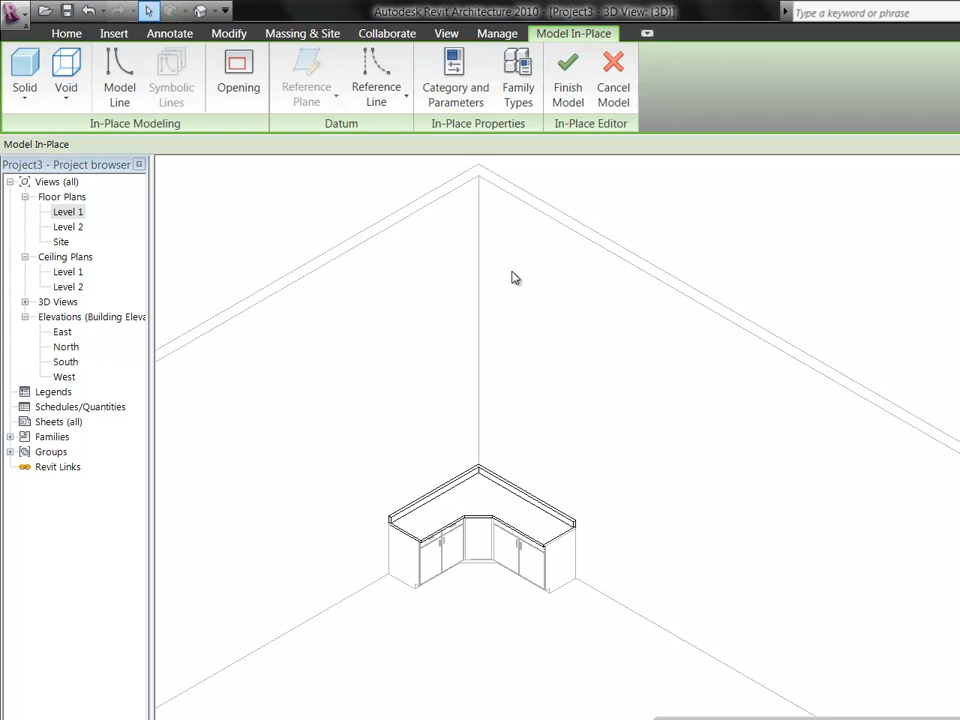 Autodesk Revit Architecture 2010 - [Project3 - 3D View: {3D}]
Type a keyword or phrase
Home Insert Annotate Modify Massing & Site Collaborate View Manage Model In-Place
Solid Void Model Line Symbolic Lines Opening Reference Plane Reference Line Category and Parameters Family Types Finish Model Cancel Model
In-Place Modeling Datum In-Place Properties In-Place Editor
Model In-Place
Project3 - Project browser
Views (all)
Floor Plans
Level 1
Level 2
Site
Ceiling Plans
Level 1
Level 2
3D Views
Elevations (Building Eleva
East
North
South
West
Legends
Schedules/Quantities
Sheets (all)
Families
Groups
Revit Links